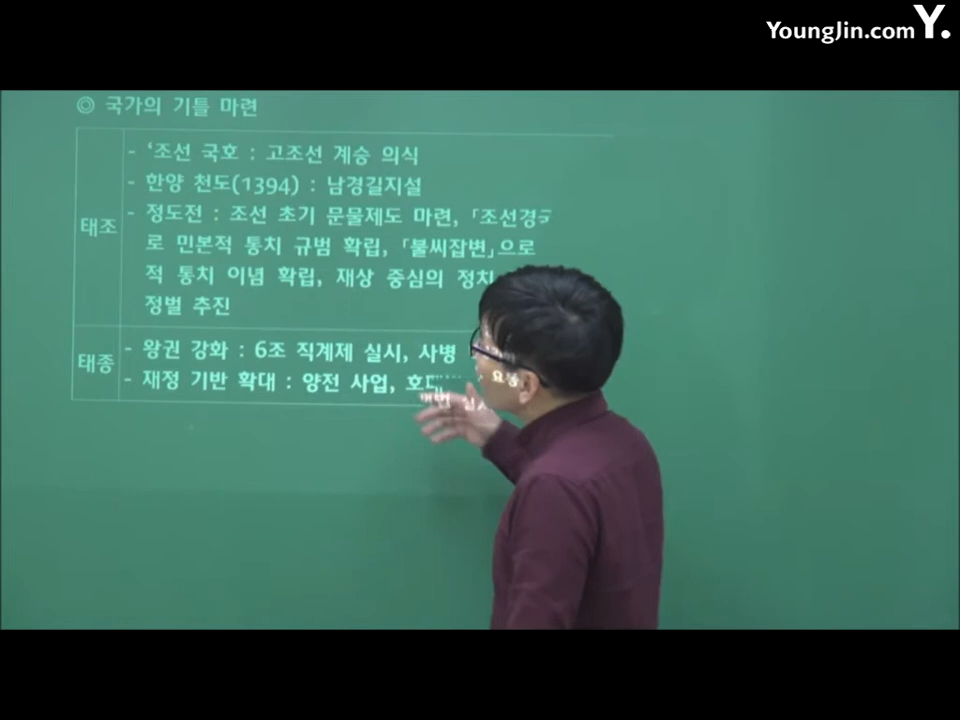 YoungJin.com Y.
◎ 국가의 기틀 마련
태조
- ‘조선 국호 : 고조선 계승 의식
- 한양 천도(1394) : 남경길지설
- 정도전 : 조선 초기 문물제도 마련, 「조선경국
로 민본적 통치 규범 확립, 「불씨잡변」으로
적 통치 이념 확립, 재상 중심의 정치
정벌 추진
태종
- 왕권 강화 : 6조 직계제 실시, 사병
- 재정 기반 확대 : 양전 사업, 호